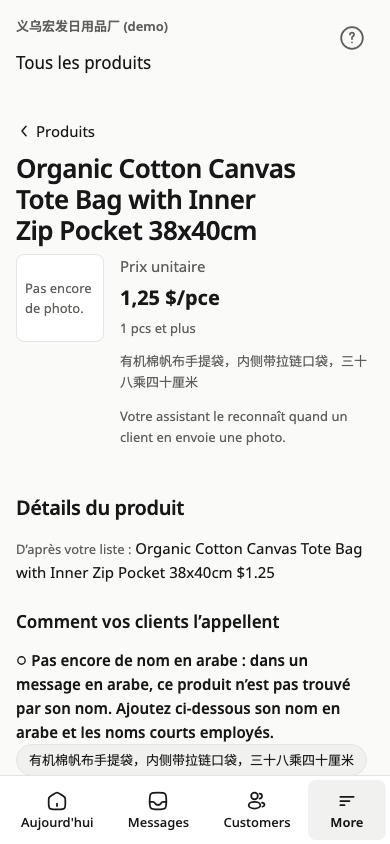 义乌宏发日用品厂 (demo)
Tous les produits
Produits
Organic Cotton Canvas
Tote Bag with Inner
Zip Pocket 38x40cm
Pas encore
de photo.
Prix unitaire
1,25 $/pce
1 pcs et plus
有机棉帆布手提袋，内侧带拉链口袋，三十
八乘四十厘米
Votre assistant le reconnaît quand un
client en envoie une photo.
Détails du produit
D’après votre liste : Organic Cotton Canvas Tote Bag
with Inner Zip Pocket 38x40cm $1.25
Comment vos clients l’appellent
Pas encore de nom en arabe : dans un
message en arabe, ce produit n’est pas trouvé
par son nom. Ajoutez ci-dessous son nom en
arabe et les noms courts employés.
有机棉帆布手提袋，内侧带拉链口袋，三十八乘四十厘米
Aujourd'hui
Messages
Customers
More